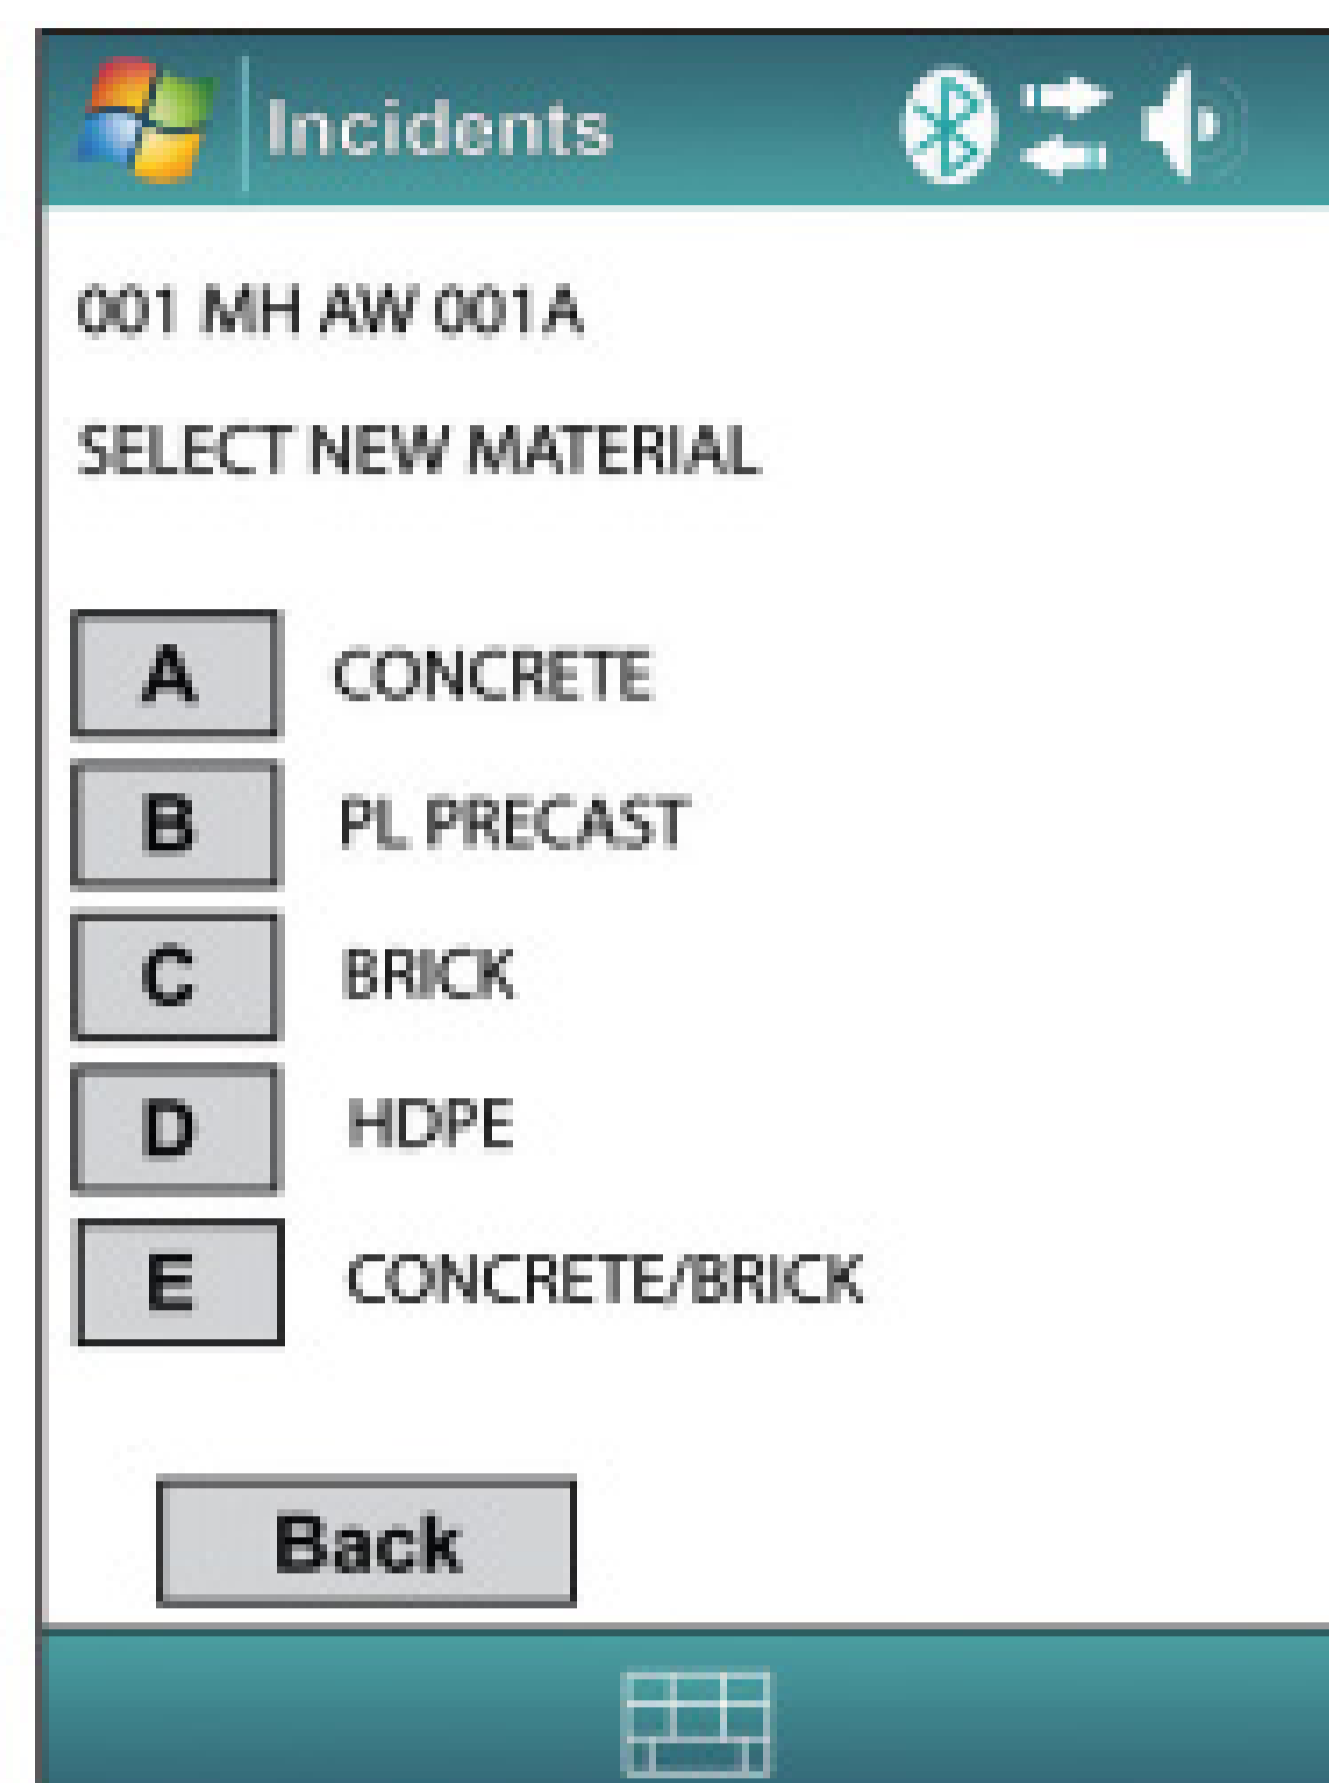 Incidents
001 MH AW 001A
SELECT NEW MATERIAL
A CONCRETE
B PL PRECAST
C BRICK
D HDPE
E CONCRETE/BRICK
Back